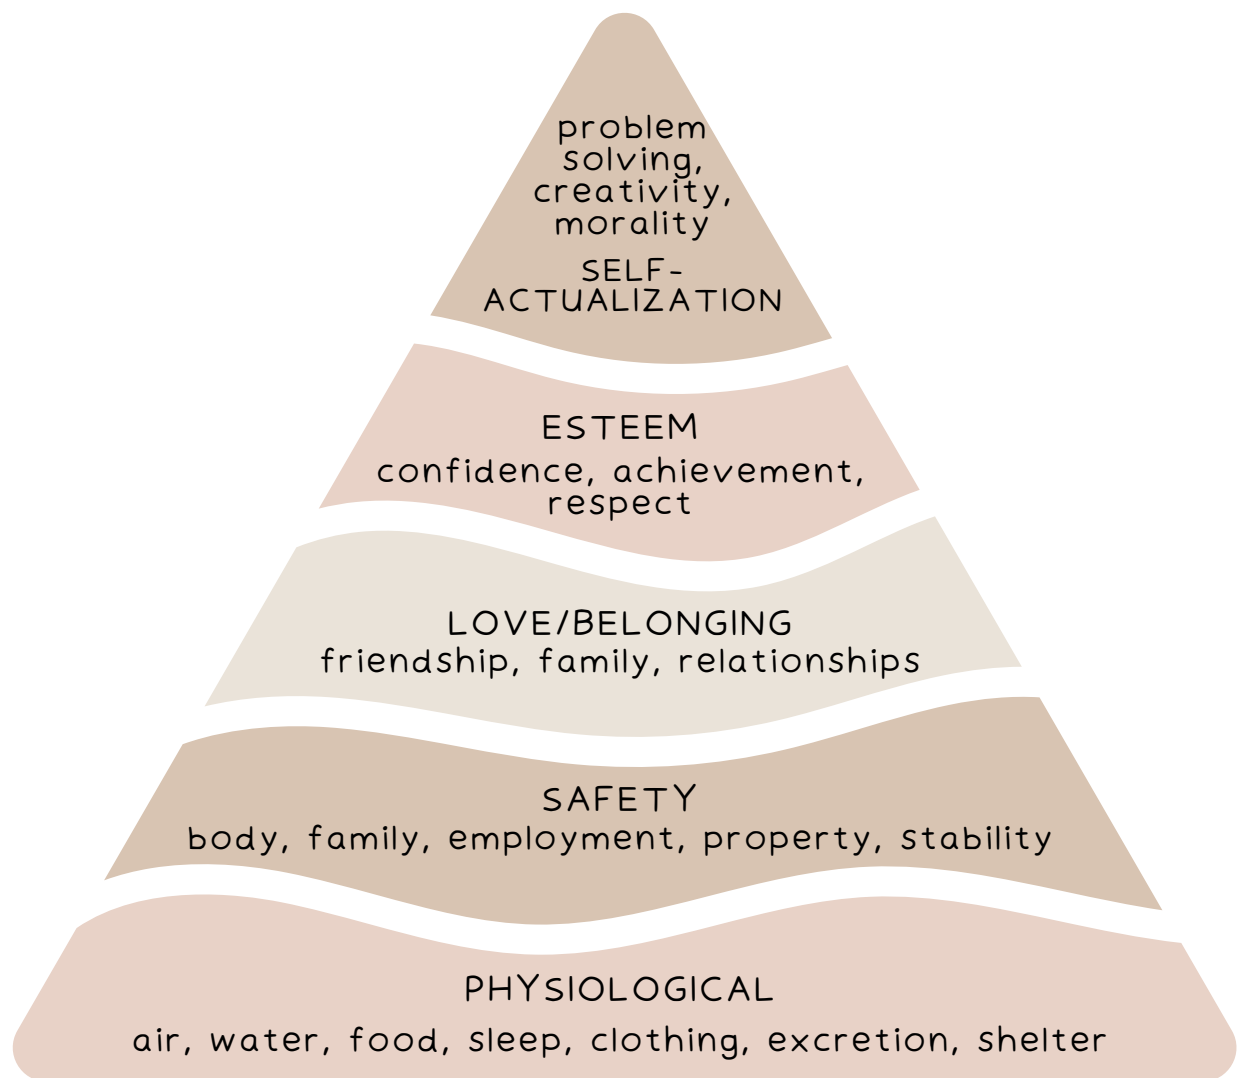 problem
solving,
creativity,
morality
SELF-
ACTUALIZATION
ESTEEM
confidence, achievement,
respect
LOVE/BELONGING
friendship, family, relationships
SAFETY
body, family, employment, property, stability
PHYSIOLOGICAL
air, water, food, sleep, clothing, excretion, shelter